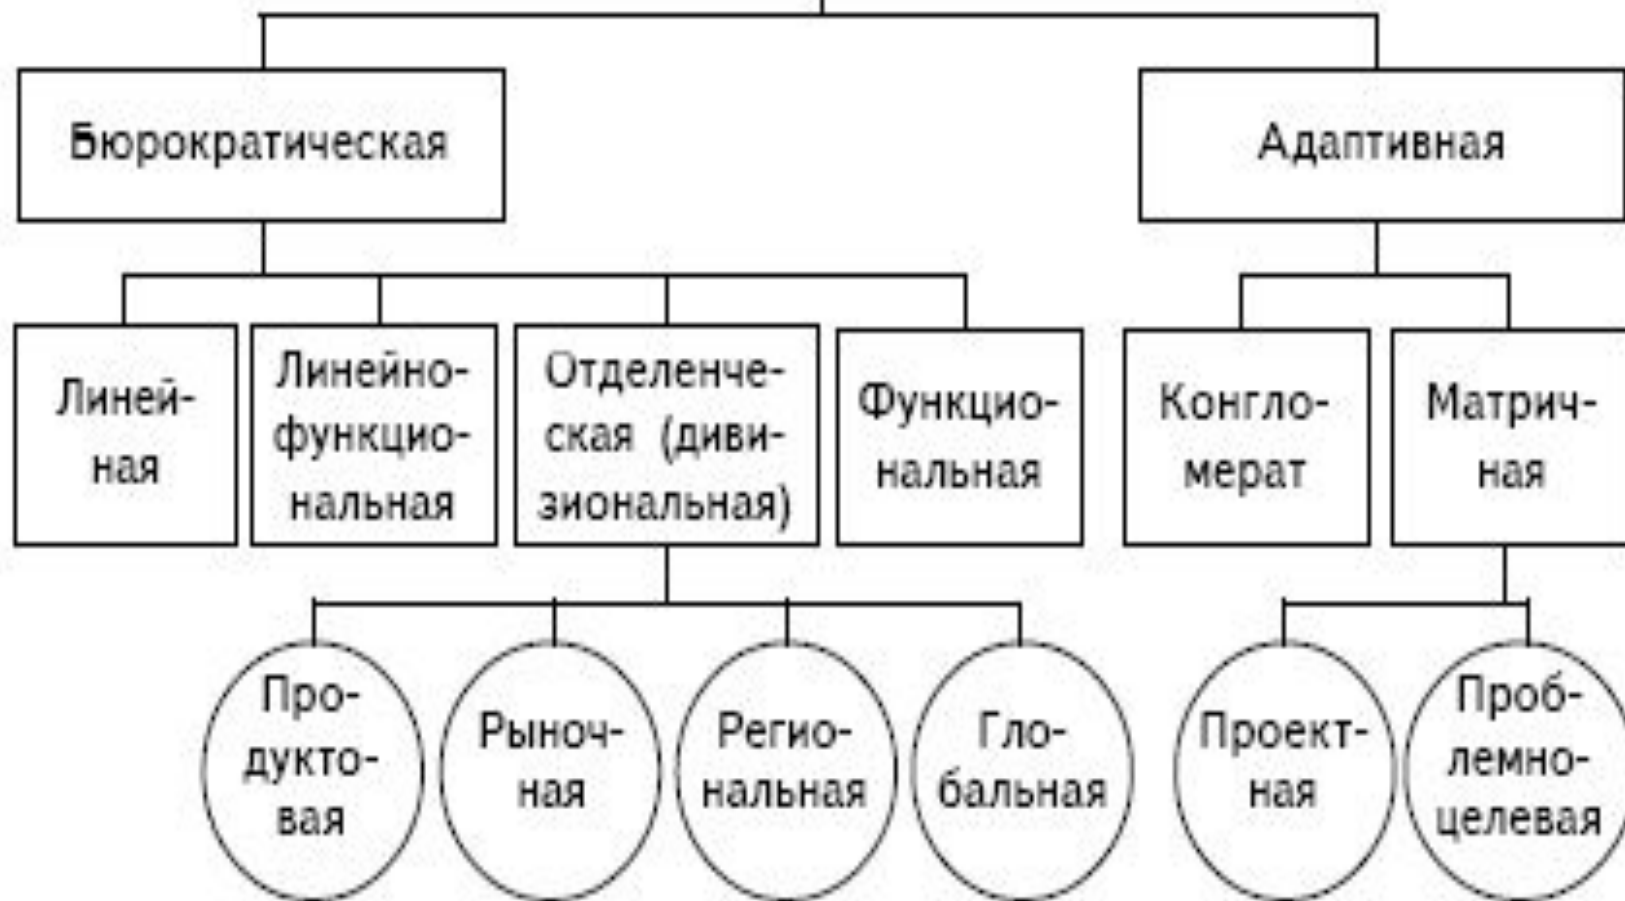 Бюрократическая
Адаптивная
Линей-
ная
Линейно-
функцио-
нальная
Отделенче-
ская (диви-
зиональная)
Функцио-
нальная
Конгло-
мерат
Матрич-
ная
Про-
дукто-
вая
Рыноч-
ная
Регио-
нальная
Гло-
бальная
Проект-
ная
Проб-
лемно-
целевая